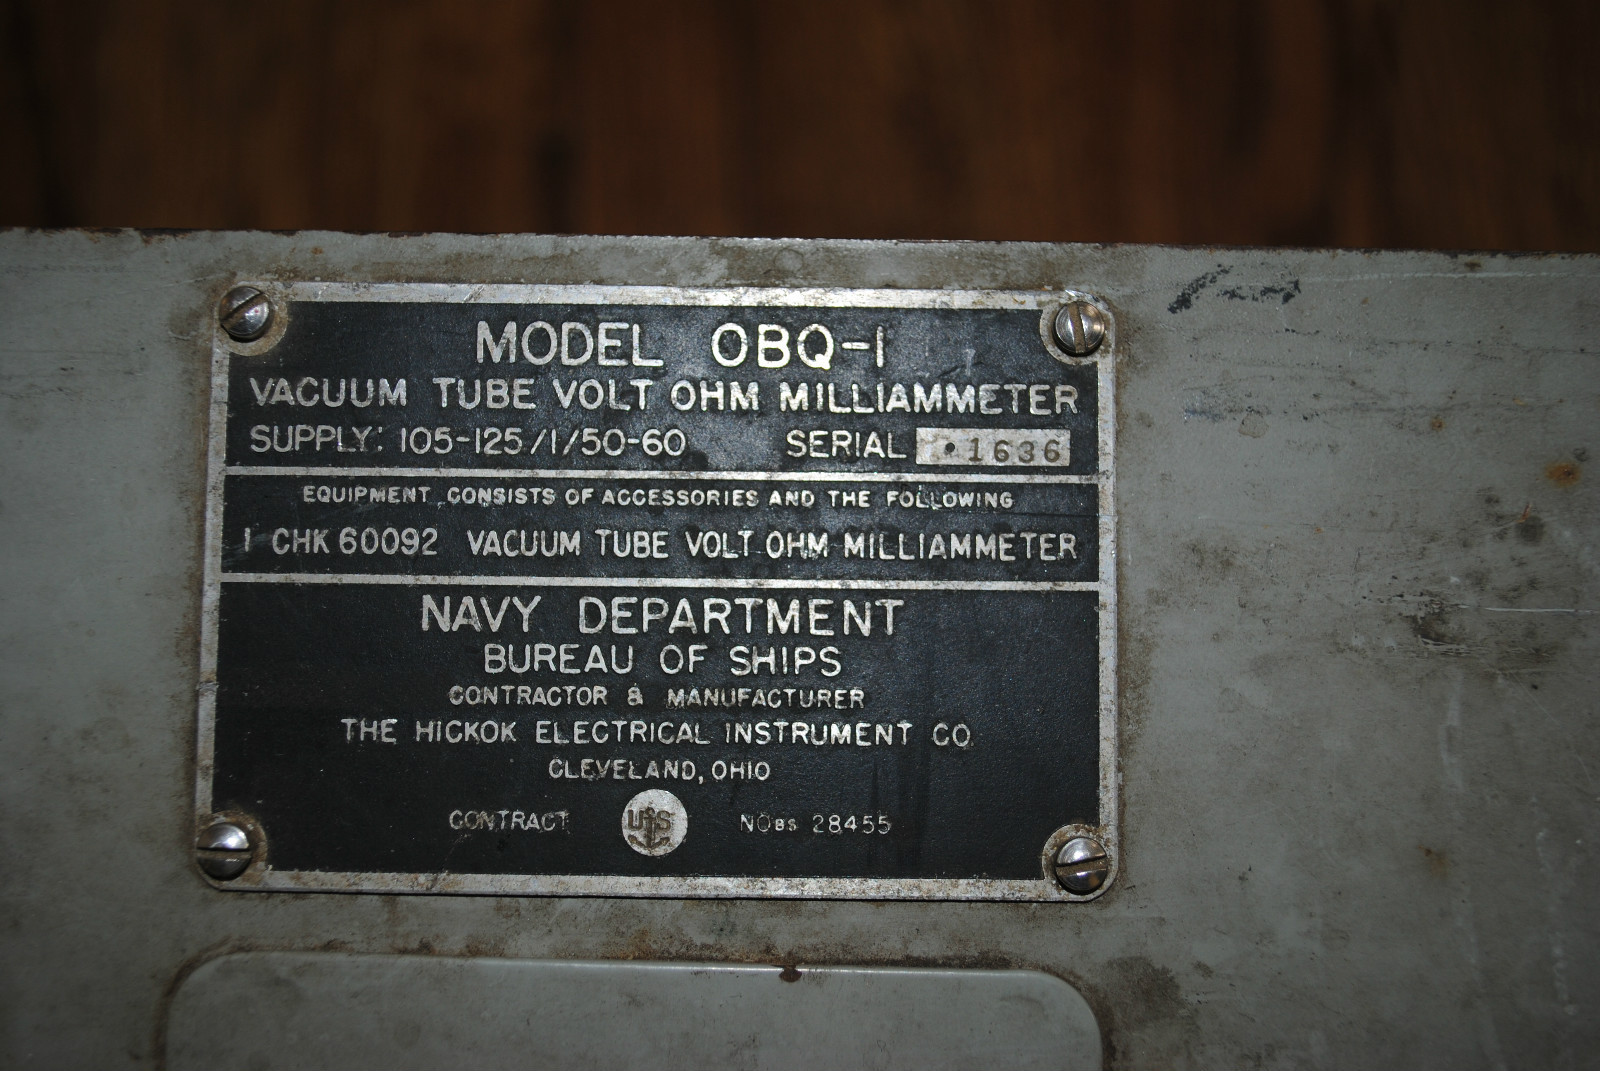 MODEL OBQ-1
VACUUM TUBE VOLT OHM MILLIAMMETER
SUPPLY: 105-125/1/50-60 SERIAL 1636
EQUIPMENT CONSISTS OF ACCESSORIES AND THE FOLLOWING
1 CHK 60092 VACUUM TUBE VOLT OHM MILLIAMMETER
NAVY DEPARTMENT
BUREAU OF SHIPS
CONTRACTOR & MANUFACTURER
THE HICKOK ELECTRICAL INSTRUMENT CO.
CLEVELAND, OHIO
CONTRACT US NOBS 28455